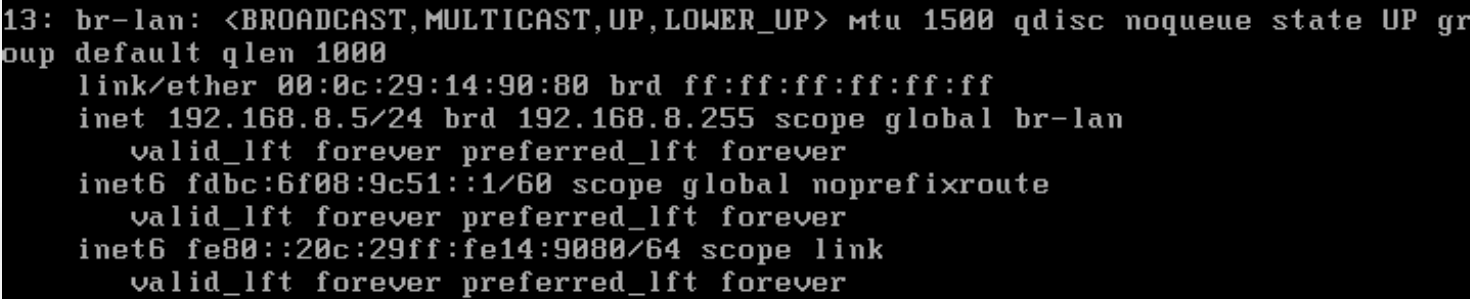 13: br-lan: <BROADCAST,MULTICAST,UP,LOWER_UP> mtu 1500 qdisc noqueue state UP gr
oup default qlen 1000
    link/ether 00:0c:29:14:90:80 brd ff:ff:ff:ff:ff:ff
    inet 192.168.8.5/24 brd 192.168.8.255 scope global br-lan
       valid_lft forever preferred_lft forever
    inet6 fdbc:6f08:9c51::1/60 scope global noprefixroute
       valid_lft forever preferred_lft forever
    inet6 fe80::20c:29ff:fe14:9080/64 scope link
       valid_lft forever preferred_lft forever